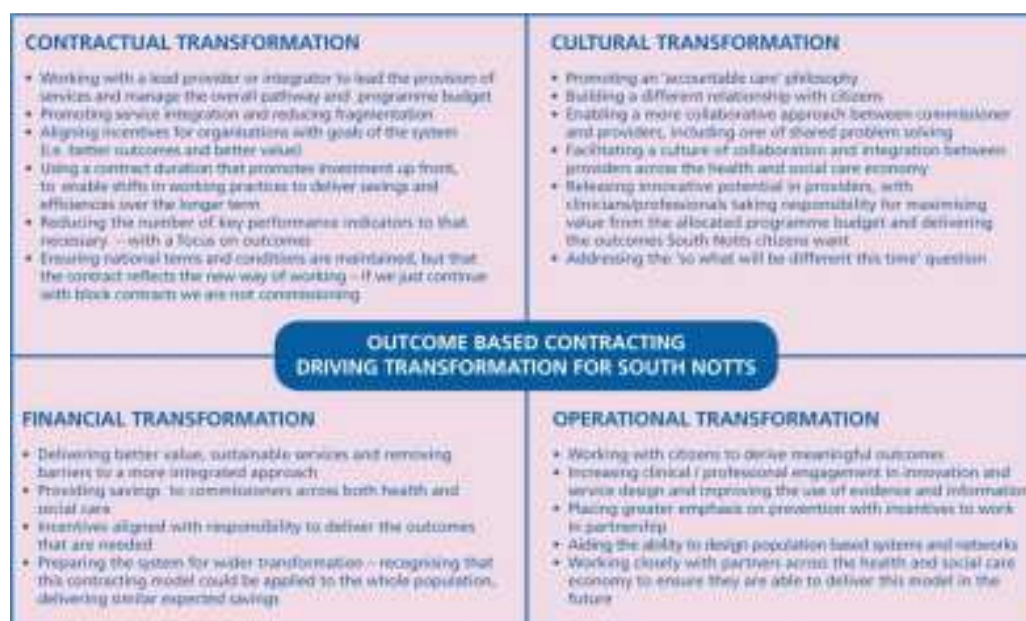 CONTRACTUAL TRANSFORMATION
• Working with a lead provider or integrator to lead the provision of
services and manage the overall pathway and programme budget
• Promoting service integration and reducing fragmentation
• Aligning incentives for organisations with goals of the system
(i.e. better outcomes and better value)
• Using a contract duration that promotes investment up front,
to enable shifts in working practices to deliver savings and
efficiencies over the longer term
• Reducing the number of key performance indicators to that
necessary – with a focus on outcomes
• Ensuring national terms and conditions are maintained, but that
the contract reflects the new way of working – if we just continue
with block contracts we are not commissioning
CULTURAL TRANSFORMATION
• Promoting an 'accountable care' philosophy
• Building a different relationship with citizens
• Enabling a more collaborative approach between commissioner
and providers, including one of shared problem solving
• Facilitating a culture of collaboration and integration between
providers across the health and social care economy
• Releasing innovative potential in providers, with
clinicians/professionals taking responsibility for maximising
value from the allocated programme budget and delivering
the outcomes South Notts citizens want
• Addressing the 'so what will be different this time' question
OUTCOME BASED CONTRACTING
DRIVING TRANSFORMATION FOR SOUTH NOTTS
FINANCIAL TRANSFORMATION
• Delivering better value, sustainable services and removing
barriers to a more integrated approach
• Providing savings to commissioners across both health and
social care
• Incentives aligned with responsibility to deliver the outcomes
that are needed
• Preparing the system for wider transformation – recognising that
this contracting model could be applied to the whole population,
delivering similar expected savings
OPERATIONAL TRANSFORMATION
• Working with citizens to derive meaningful outcomes
• Increasing clinical / professional engagement in innovation and
service design and improving the use of evidence and information
• Placing greater emphasis on prevention with incentives to work
in partnership
• Aiding the ability to design population based systems and networks
• Working closely with partners across the health and social care
economy to ensure they are able to deliver this model in the
future